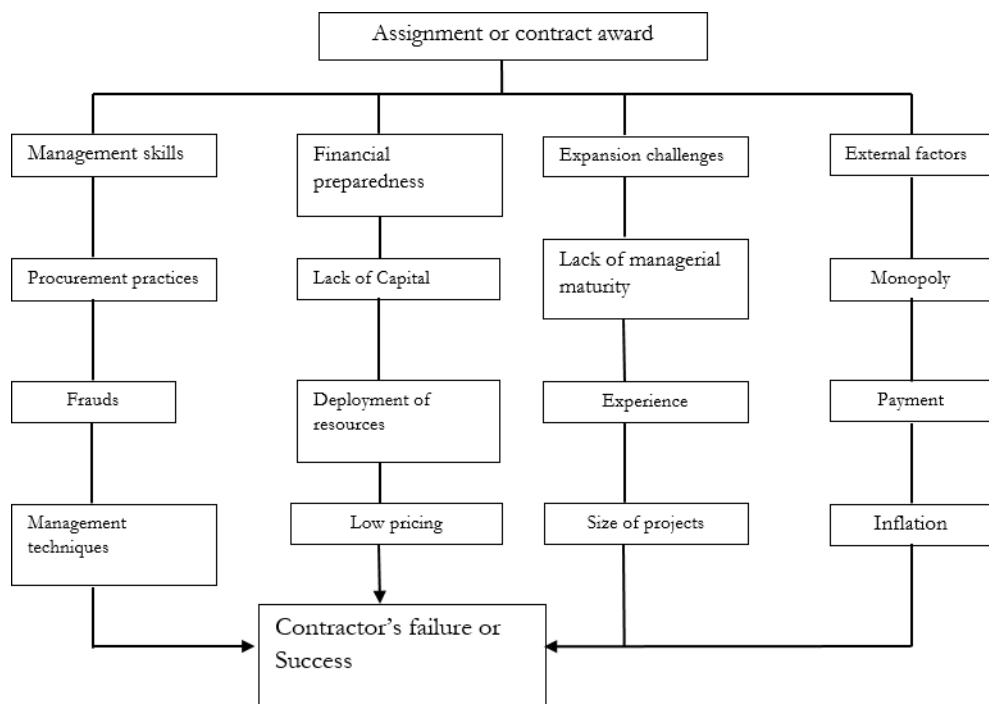 Assignment or contract award
Management skills
Financial
preparedness
Expansion challenges
External factors
Procurement practices
Lack of Capital
Lack of managerial
maturity
Monopoly
Frauds
Deployment of
resources
Experience
Payment
Management
techniques
Low pricing
Size of projects
Inflation
Contractor’s failure or
Success